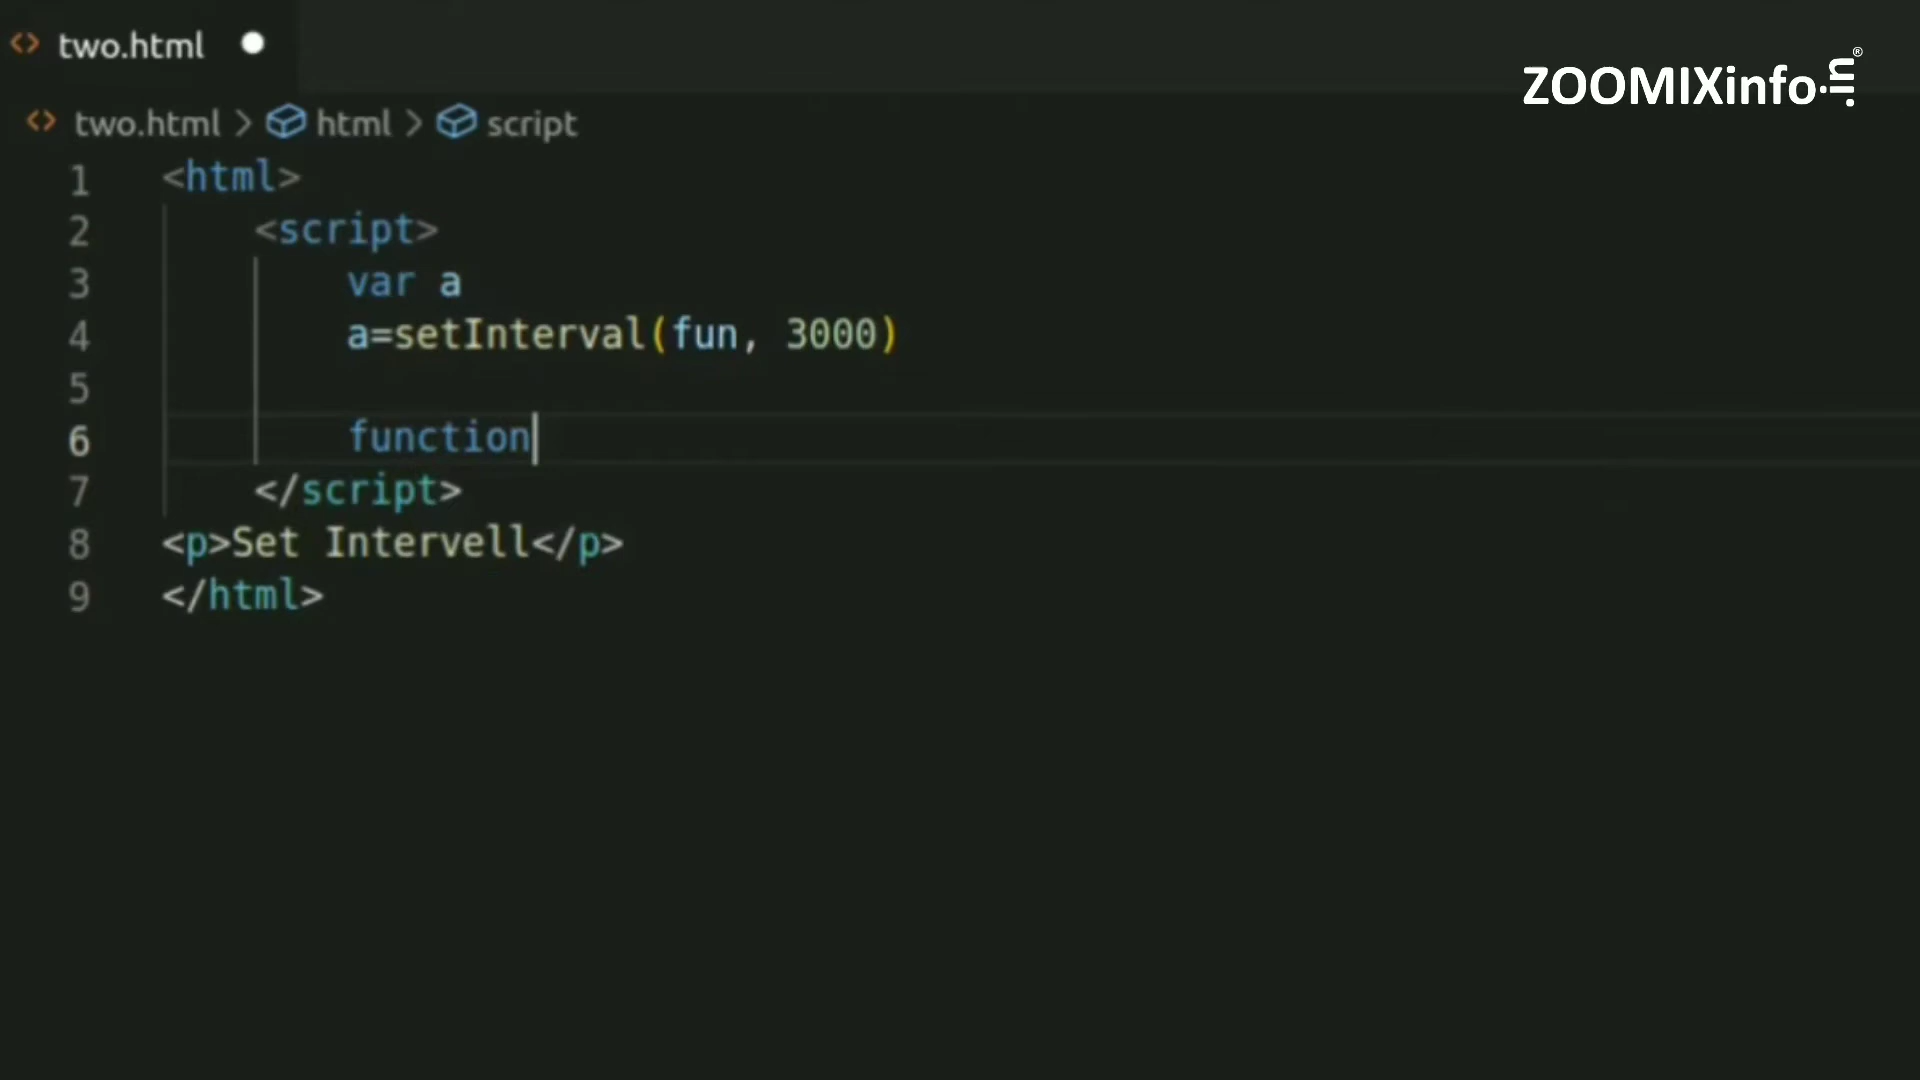 two.html
ZOOMIXinfo.in®
two.html > html > script
1 <html>
2 <script>
3 var a
4 a=setInterval(fun, 3000)
5
6 function
7 </script>
8 <p>Set Intervell</p>
9 </html>